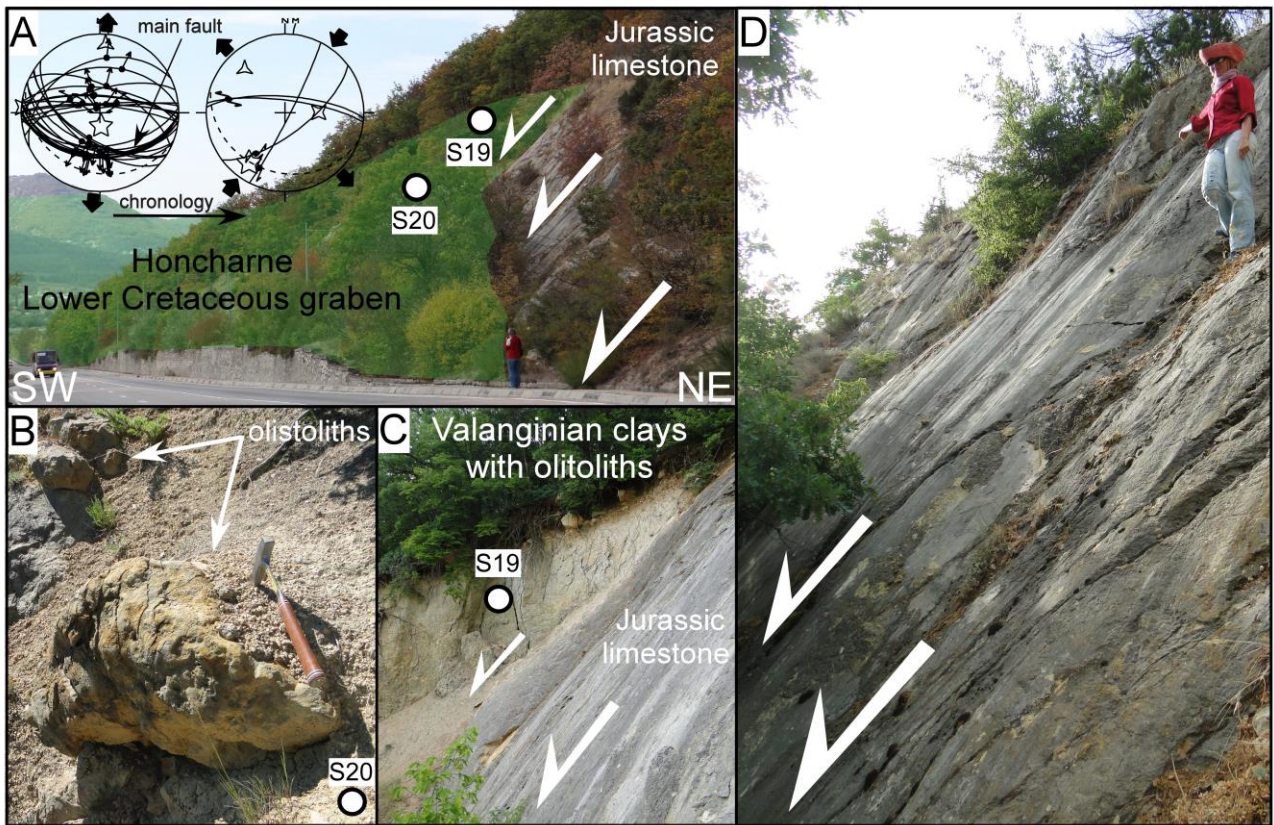 A
main fault
N M
chronology
Jurassic
limestone
S19
S20
Honcharne
Lower Cretaceous graben
SW
NE
B
olistoliths
S20
C
Valanginian clays
with olitoliths
S19
Jurassic
limestone
D